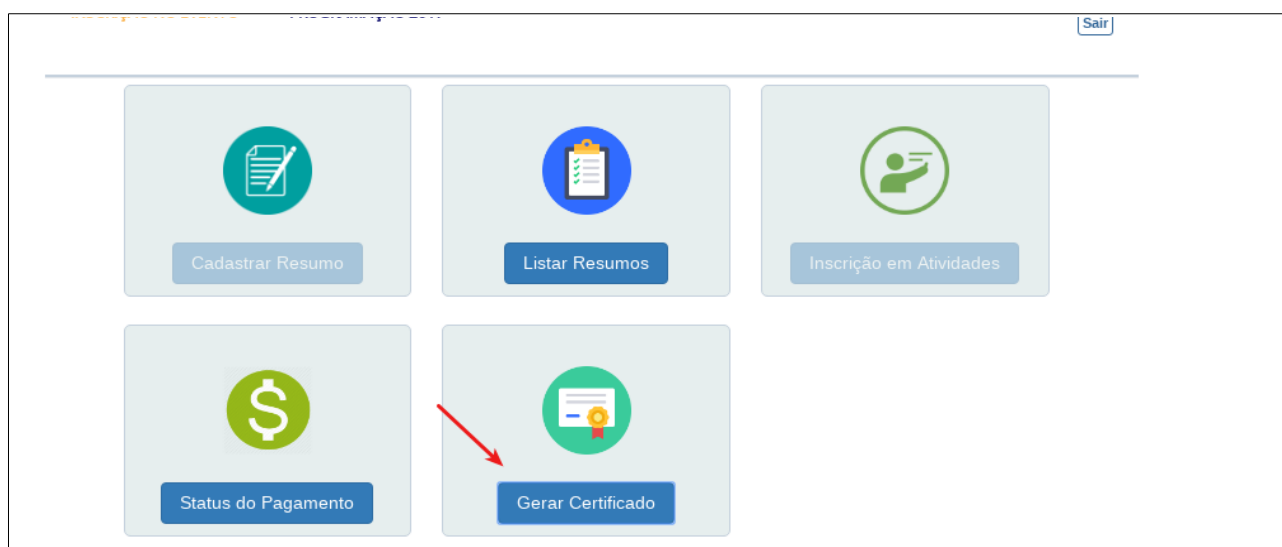 Sair
Cadastrar Resumo
Listar Resumos
Inscrição em Atividades
Status do Pagamento
Gerar Certificado